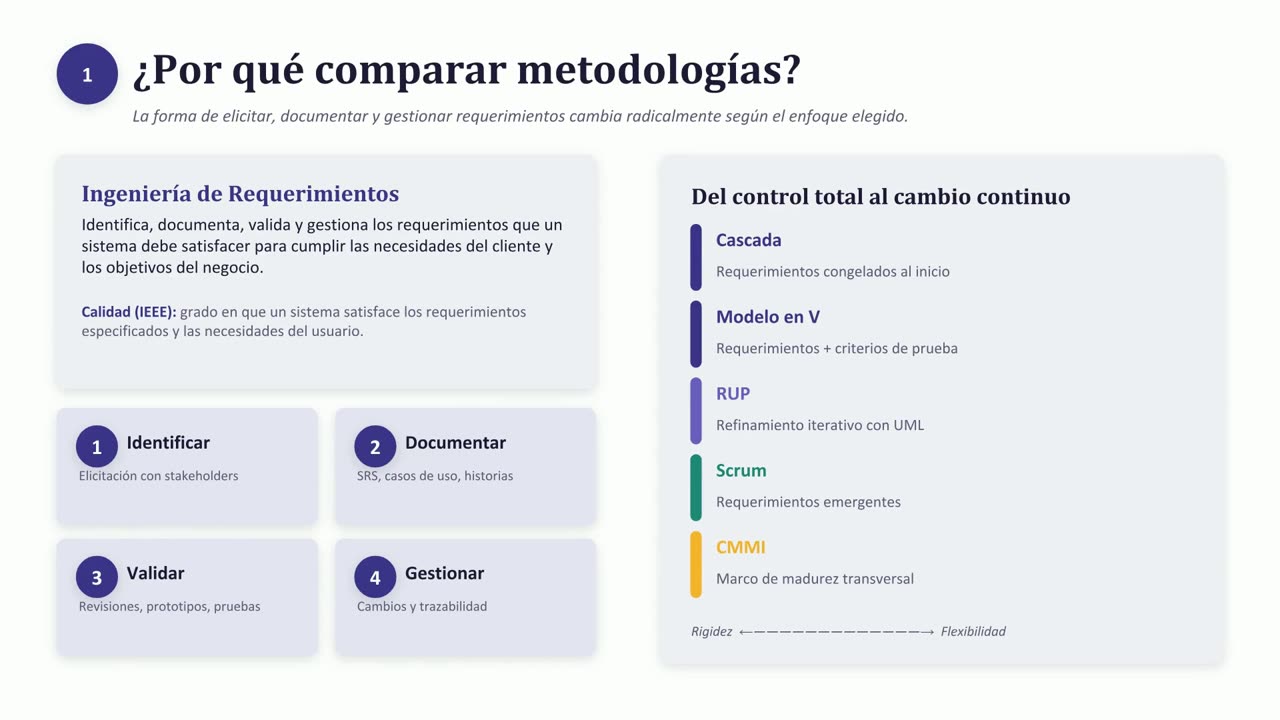 1
¿Por qué comparar metodologías?
La forma de elicitar, documentar y gestionar requerimientos cambia radicalmente según el enfoque elegido.
Ingeniería de Requerimientos
Identifica, documenta, valida y gestiona los requerimientos que un
sistema debe satisfacer para cumplir las necesidades del cliente y
los objetivos del negocio.
Calidad (IEEE): grado en que un sistema satisface los requerimientos
especificados y las necesidades del usuario.
1 Identificar
Elicitación con stakeholders
2 Documentar
SRS, casos de uso, historias
3 Validar
Revisiones, prototipos, pruebas
4 Gestionar
Cambios y trazabilidad
Del control total al cambio continuo
Cascada
Requerimientos congelados al inicio
Modelo en V
Requerimientos + criterios de prueba
RUP
Refinamiento iterativo con UML
Scrum
Requerimientos emergentes
CMMI
Marco de madurez transversal
Rigidez ←—————————————→ Flexibilidad